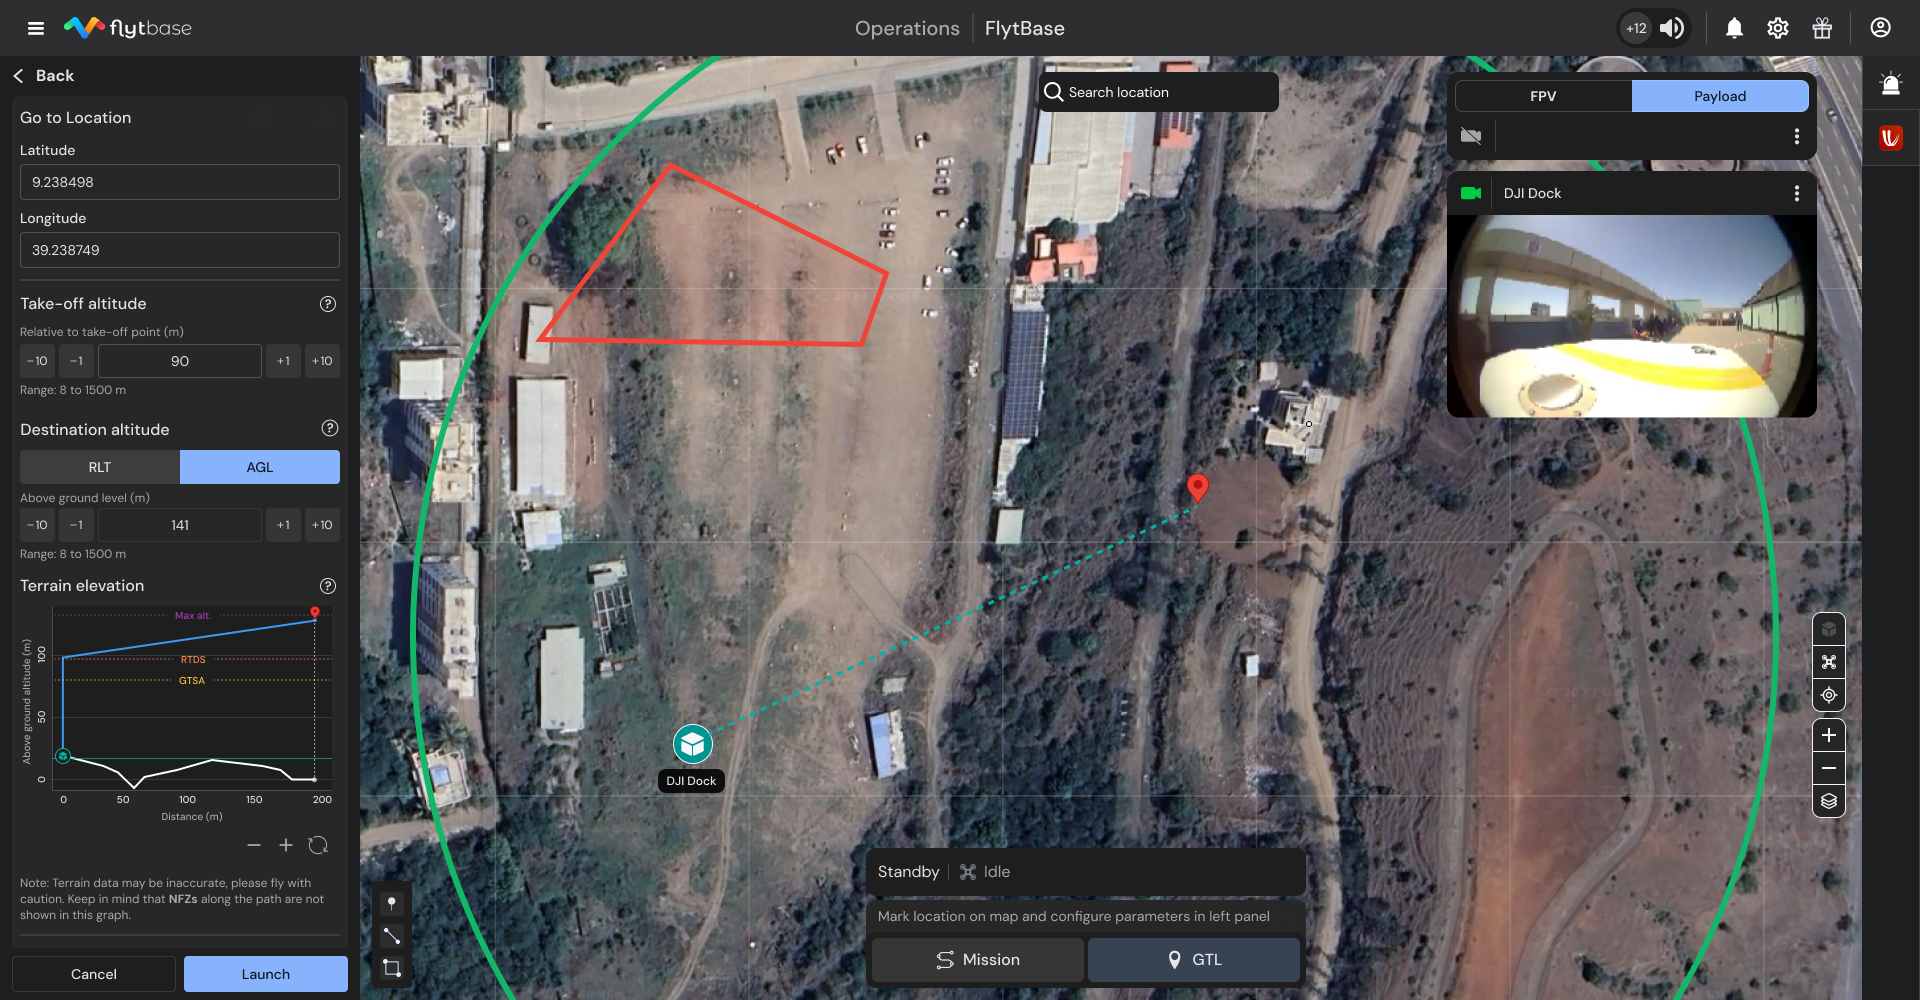 flytbase
Operations
FlytBase
+12
Back
Go to Location
Latitude
9.238498
Longitude
39.238749
Take-off altitude
?
Relative to take-off point (m)
-10
-1
90
+1
+10
Range: 8 to 1500 m
Destination altitude
?
RLT
AGL
Above ground level (m)
-10
-1
141
+1
+10
Range: 8 to 1500 m
Terrain elevation
?
Max alt.
RTDS
GTSA
Above ground altitude (m)
100
50
0
0
50
100
150
200
Distance (m)
Note: Terrain data may be inaccurate, please fly with
caution. Keep in mind that NFZs along the path are not
shown in this graph.
Cancel
Launch
Search location
FPV
Payload
DJI Dock
DJI Dock
Standby
Idle
Mark location on map and configure parameters in left panel
Mission
GTL